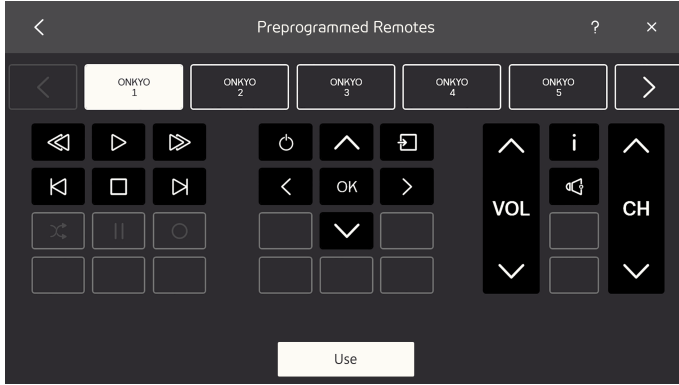 Preprogrammed Remotes ? ×
ONKYO
1
ONKYO
2
ONKYO
3
ONKYO
4
ONKYO
5
i
OK
VOL
CH
Use